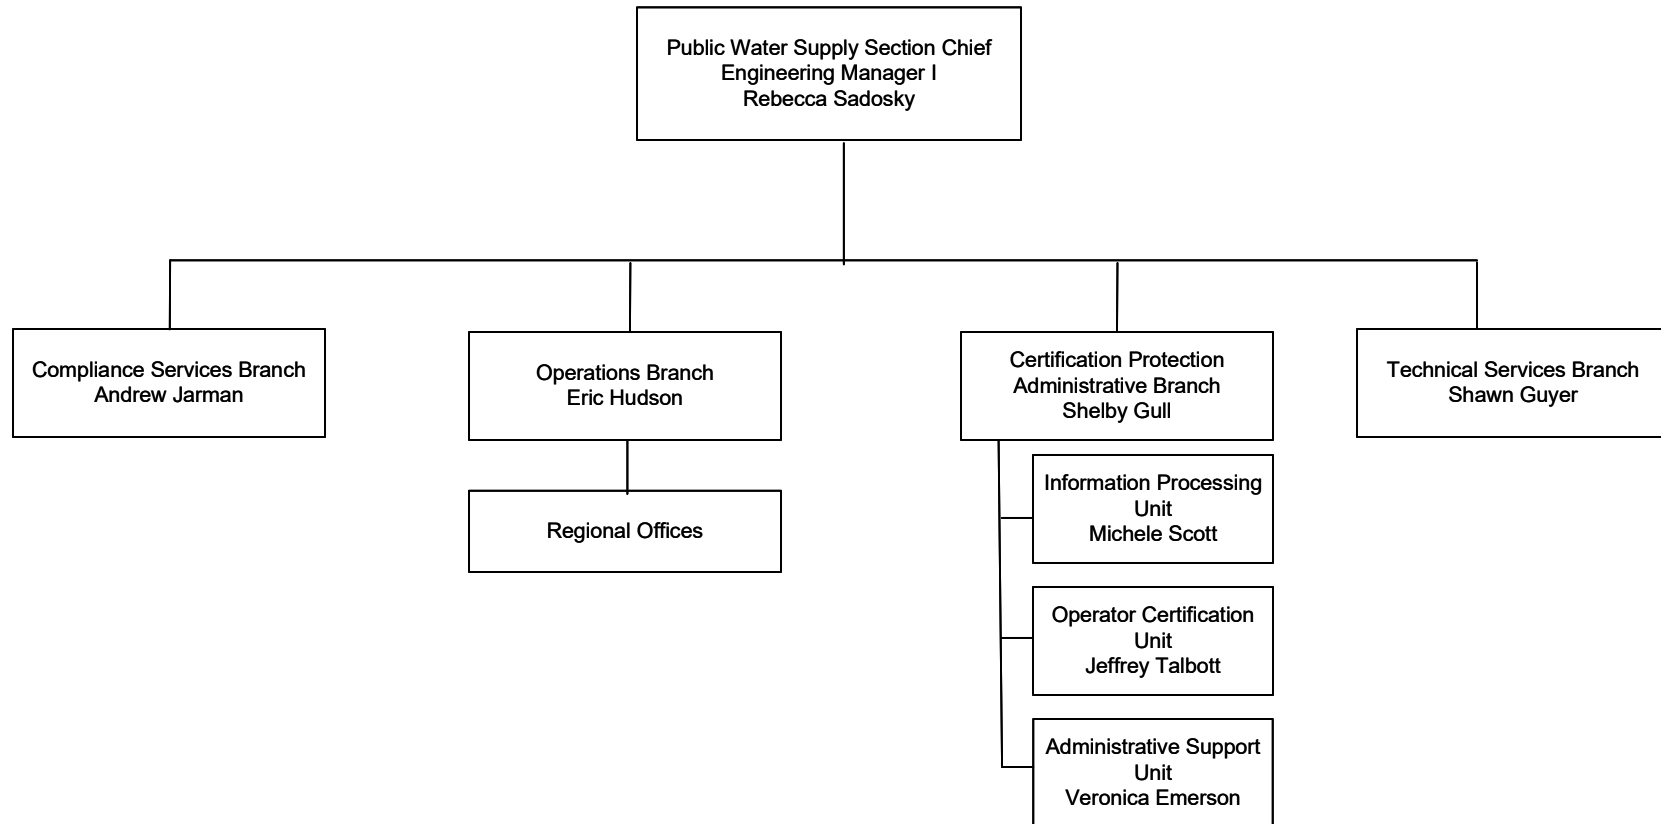 Public Water Supply Section Chief
Engineering Manager I
Rebecca Sadosky
Compliance Services Branch
Andrew Jarman
Operations Branch
Eric Hudson
Certification Protection
Administrative Branch
Shelby Gull
Technical Services Branch
Shawn Guyer
Regional Offices
Information Processing
Unit
Michele Scott
Operator Certification
Unit
Jeffrey Talbott
Administrative Support
Unit
Veronica Emerson